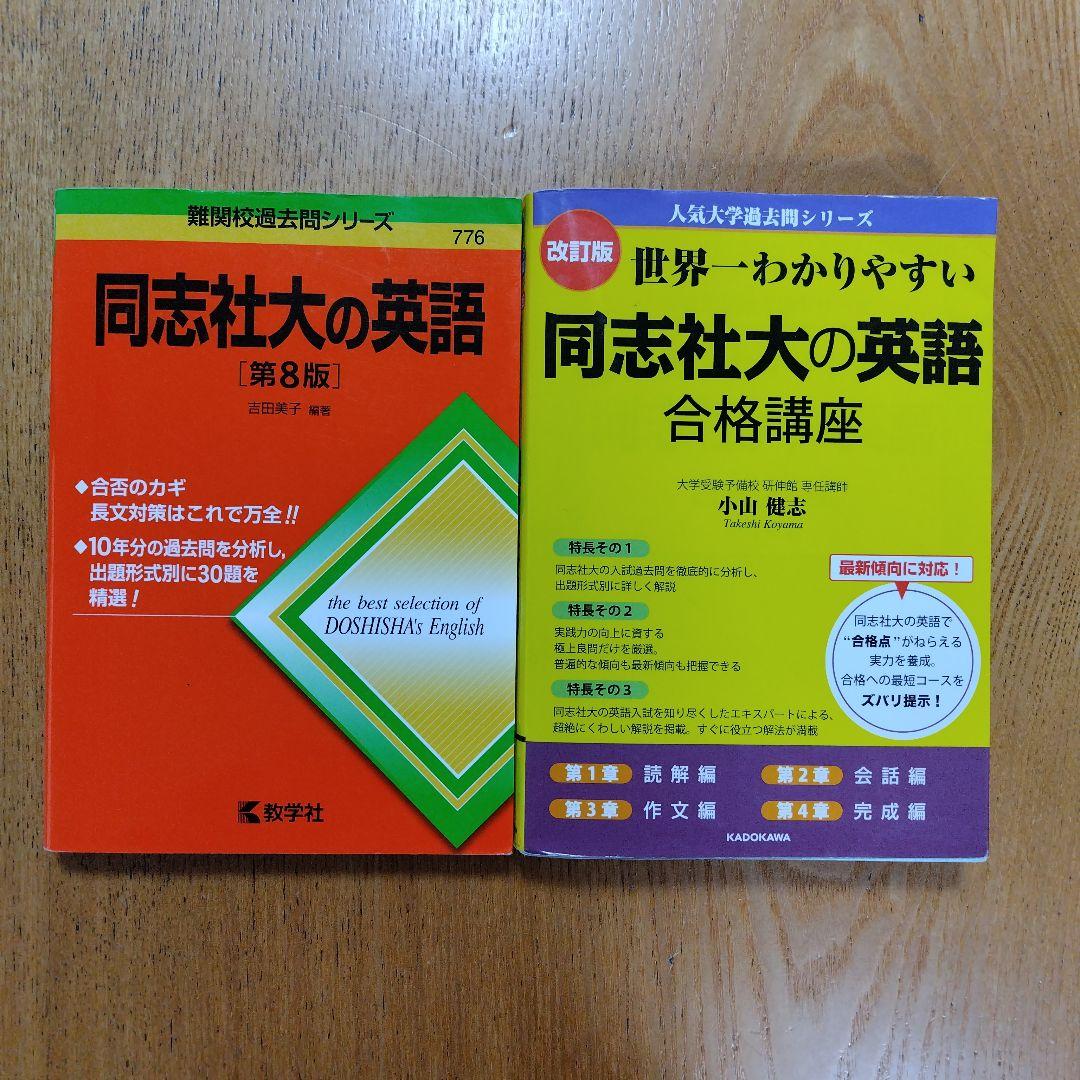 難関校過去問シリーズ
776
同志社大の英語
[第8版]
吉田美子 編著
◆合否のカギ
長文対策はこれで万全!!
◆10年分の過去問を分析し,
出題形式別に30題を
精選!
the best selection of
DOSHISHA's English
教学社
人気大学過去問シリーズ
改訂版
世界一わかりやすい
同志社大の英語
合格講座
大学受験予備校 研伸館 専任講師
小山 健志
Takeshi Koyama
特長その1
同志社大の入試過去問を徹底的に分析し、
出題形式別に詳しく解説
特長その2
実践力の向上に資する
極上良問だけを厳選。
普遍的な傾向も最新傾向も把握できる
特長その3
同志社大の英語入試を知り尽くしたエキスパートによる、
超絶にくわしい解説を掲載。すぐに役立つ解法が満載
最新傾向に対応!
同志社大の英語で
“合格点”がねらえる
実力を養成。
合格への最短コースを
ズバリ提示!
第1章 読解編
第2章 会話編
第3章 作文編
第4章 完成編
KADOKAWA